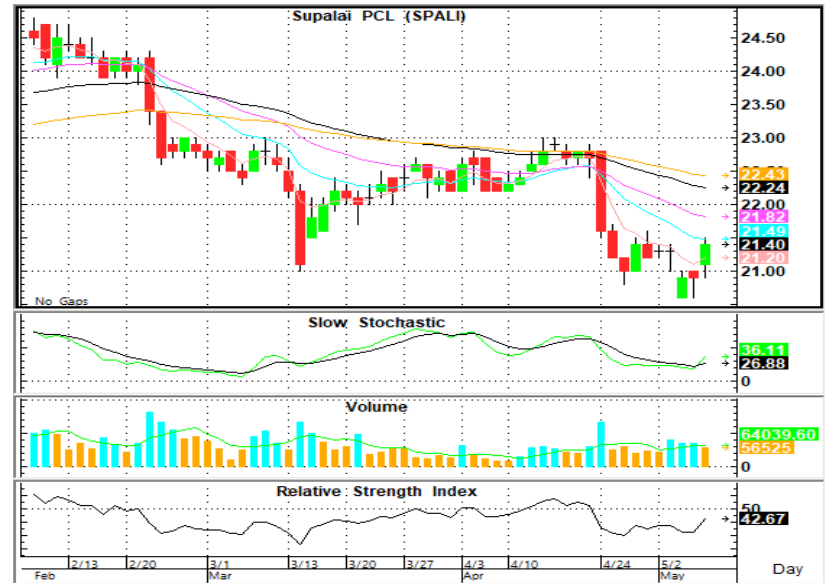 Supalai PCL (SPALI)
24.50
24.00
23.50
23.00
22.43
22.24
22.00
21.82
21.49
21.40
21.20
21.00
No Gaps
Slow Stochastic
36.11
26.88
0
Volume
64039.60
56525
0
Relative Strength Index
50
42.67
2/13 2/20 3/1 3/13 3/20 3/27 4/3 4/10 4/24 5/2
Feb Mar Apr May
Day